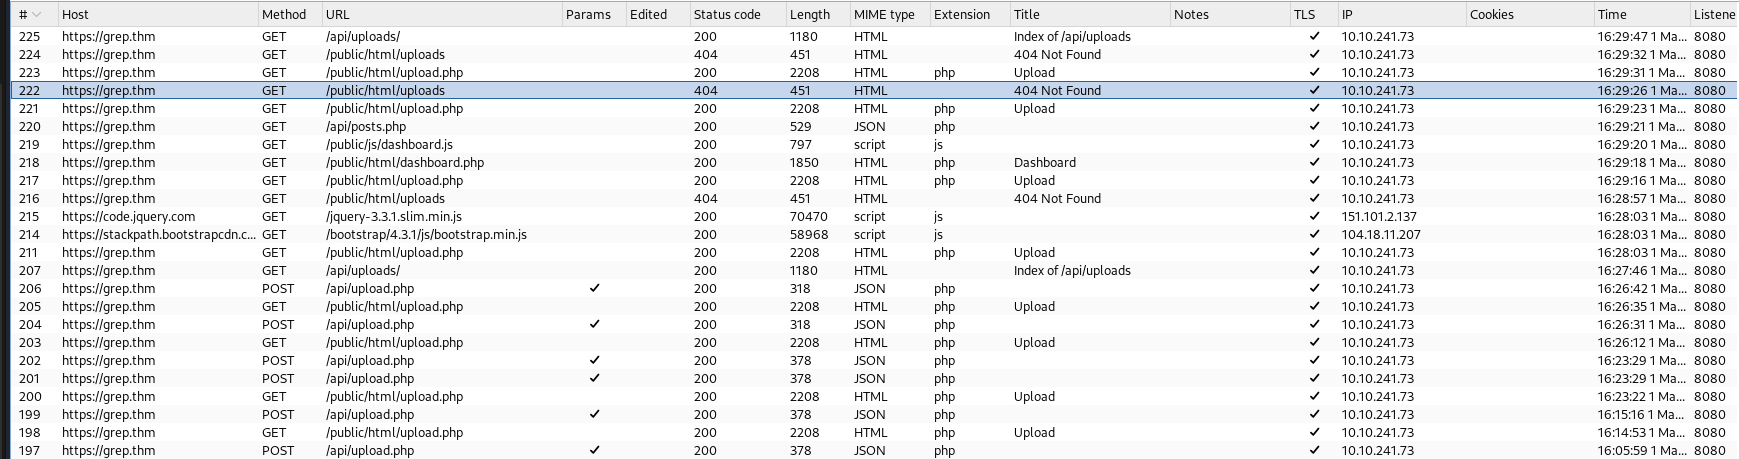 # Host Method URL Params Edited Status code Length MIME type Extension Title Notes TLS IP Cookies Time Listene
225 https://grep.thm GET /api/uploads/ 200 1180 HTML Index of /api/uploads ✓ 10.10.241.73 16:29:47 1 Ma... 8080
224 https://grep.thm GET /public/html/uploads 404 451 HTML 404 Not Found ✓ 10.10.241.73 16:29:32 1 Ma... 8080
223 https://grep.thm GET /public/html/upload.php 200 2208 HTML php Upload ✓ 10.10.241.73 16:29:31 1 Ma... 8080
222 https://grep.thm GET /public/html/uploads 404 451 HTML 404 Not Found ✓ 10.10.241.73 16:29:26 1 Ma... 8080
221 https://grep.thm GET /public/html/upload.php 200 2208 HTML php Upload ✓ 10.10.241.73 16:29:23 1 Ma... 8080
220 https://grep.thm GET /api/posts.php 200 529 JSON php ✓ 10.10.241.73 16:29:21 1 Ma... 8080
219 https://grep.thm GET /public/js/dashboard.js 200 797 script js ✓ 10.10.241.73 16:29:20 1 Ma... 8080
218 https://grep.thm GET /public/html/dashboard.php 200 1850 HTML php Dashboard ✓ 10.10.241.73 16:29:18 1 Ma... 8080
217 https://grep.thm GET /public/html/upload.php 200 2208 HTML php Upload ✓ 10.10.241.73 16:29:16 1 Ma... 8080
216 https://grep.thm GET /public/html/uploads 404 451 HTML 404 Not Found ✓ 10.10.241.73 16:28:57 1 Ma... 8080
215 https://code.jquery.com GET /jquery-3.3.1.slim.min.js 200 70470 script js ✓ 151.101.2.137 16:28:03 1 Ma... 8080
214 https://stackpath.bootstrapcdn.c... GET /bootstrap/4.3.1/js/bootstrap.min.js 200 58968 script js ✓ 104.18.11.207 16:28:03 1 Ma... 8080
211 https://grep.thm GET /public/html/upload.php 200 2208 HTML php Upload ✓ 10.10.241.73 16:28:03 1 Ma... 8080
207 https://grep.thm GET /api/uploads/ 200 1180 HTML Index of /api/uploads ✓ 10.10.241.73 16:27:46 1 Ma... 8080
206 https://grep.thm POST /api/upload.php ✓ 200 318 JSON php ✓ 10.10.241.73 16:26:42 1 Ma... 8080
205 https://grep.thm GET /public/html/upload.php 200 2208 HTML php Upload ✓ 10.10.241.73 16:26:35 1 Ma... 8080
204 https://grep.thm POST /api/upload.php ✓ 200 318 JSON php ✓ 10.10.241.73 16:26:31 1 Ma... 8080
203 https://grep.thm GET /public/html/upload.php 200 2208 HTML php Upload ✓ 10.10.241.73 16:26:12 1 Ma... 8080
202 https://grep.thm POST /api/upload.php ✓ 200 378 JSON php ✓ 10.10.241.73 16:23:29 1 Ma... 8080
201 https://grep.thm POST /api/upload.php ✓ 200 378 JSON php ✓ 10.10.241.73 16:23:29 1 Ma... 8080
200 https://grep.thm GET /public/html/upload.php 200 2208 HTML php Upload ✓ 10.10.241.73 16:23:22 1 Ma... 8080
199 https://grep.thm POST /api/upload.php ✓ 200 378 JSON php ✓ 10.10.241.73 16:15:16 1 Ma... 8080
198 https://grep.thm GET /public/html/upload.php 200 2208 HTML php Upload ✓ 10.10.241.73 16:14:53 1 Ma... 8080
197 https://grep.thm POST /api/upload.php ✓ 200 378 JSON php ✓ 10.10.241.73 16:05:59 1 Ma... 8080